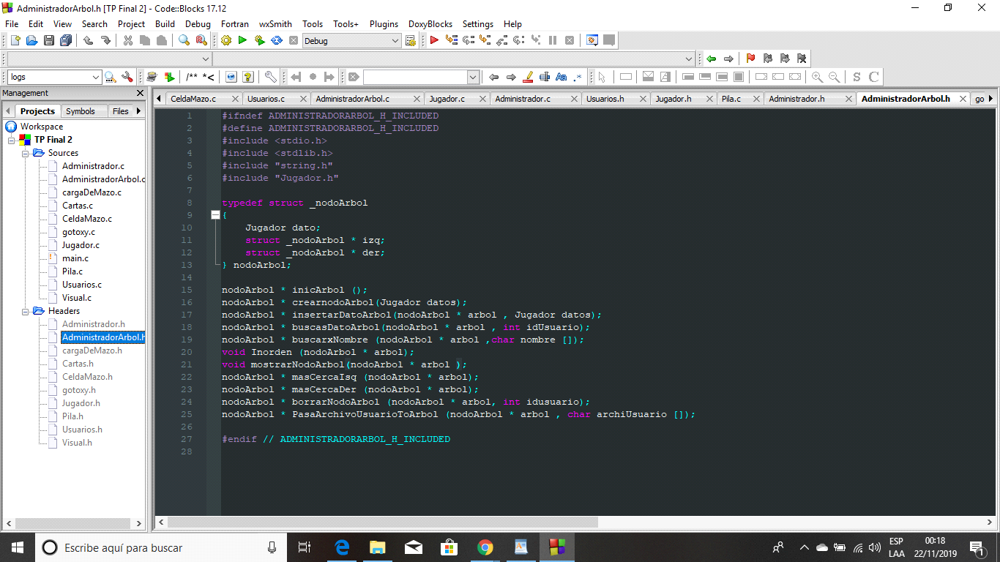 AdministradorArbol.h [TP Final 2] - Code::Blocks 17.12
File Edit View Search Project Build Debug Fortran wxSmith Tools Tools+ Plugins DoxyBlocks Settings Help
Debug
logs
/** *<
S C
Management
Projects Symbols Files
CeldaMazo.c Usuarios.c AdministradorArbol.c Jugador.c Administrador.c Usuarios.h Jugador.h Pila.c Administrador.h AdministradorArbol.h go
Workspace
TP Final 2
Sources
Administrador.c
AdministradorArbol.c
cargaDeMazo.c
Cartas.c
CeldaMazo.c
gotoxy.c
Jugador.c
main.c
Pila.c
Usuarios.c
Visual.c
Headers
Administrador.h
AdministradorArbol.h
cargaDeMazo.h
Cartas.h
CeldaMazo.h
gotoxy.h
Jugador.h
Pila.h
Usuarios.h
Visual.h
1 #ifndef ADMINISTRADORARBOL_H_INCLUDED
2 #define ADMINISTRADORARBOL_H_INCLUDED
3 #include <stdio.h>
4 #include <stdlib.h>
5 #include "string.h"
6 #include "Jugador.h"
7
8 typedef struct _nodoArbol
9 {
10 Jugador dato;
11 struct _nodoArbol * izq;
12 struct _nodoArbol * der;
13 } nodoArbol;
14
15 nodoArbol * inicArbol ();
16 nodoArbol * crearnodoArbol(Jugador datos);
17 nodoArbol * insertarDatoArbol(nodoArbol * arbol , Jugador datos);
18 nodoArbol * buscasDatoArbol(nodoArbol * arbol , int idUsuario);
19 nodoArbol * buscarxNombre (nodoArbol * arbol ,char nombre []);
20 void Inorden (nodoArbol * arbol);
21 void mostrarNodoArbol(nodoArbol * arbol );
22 nodoArbol * masCercaIsq (nodoArbol * arbol);
23 nodoArbol * masCercaDer (nodoArbol * arbol);
24 nodoArbol * borrarNodoArbol (nodoArbol * arbol, int idusuario);
25 nodoArbol * PasaArchivoUsuarioToArbol (nodoArbol * arbol , char archiUsuario []);
26
27 #endif // ADMINISTRADORARBOL_H_INCLUDED
28
Escribe aquí para buscar
ESP
LAA
00:18
22/11/2019
1